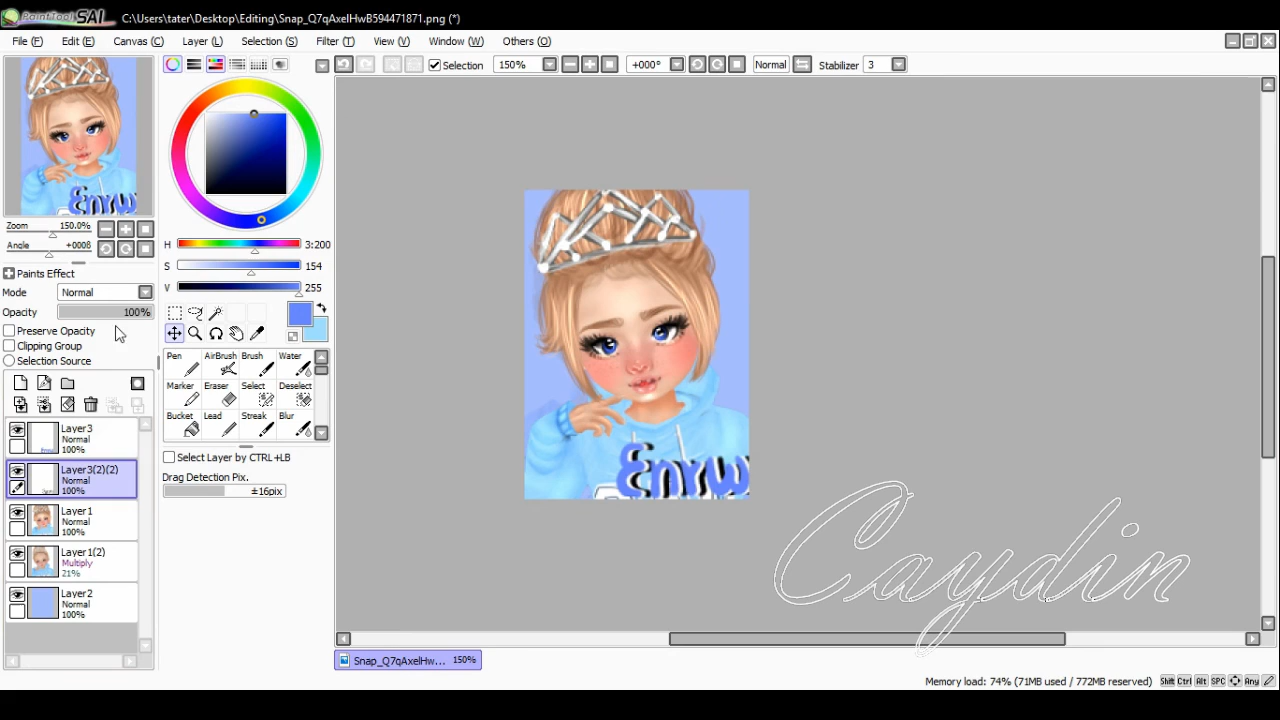 PaintTool SAI C:\Users\tater\Desktop\Editing\Snap_Q7qAxelHwB594471871.png (*)
File (F) Edit (E) Canvas (C) Layer (L) Selection (S) Filter (T) View (V) Window (W) Others (O)
Selection 150% +000° Normal Stabilizer 3
Zoom 150.0%
Angle +000ß
Paints Effect
Mode Normal
Opacity 100%
Preserve Opacity
Clipping Group
Selection Source
Layer3
Normal
100%
Layer3(2)(2)
Normal
100%
Layer1
Normal
100%
Layer1(2)
Multiply
21%
Layer2
Normal
100%
H 3:200
S 154
V 255
Pen AirBrush Brush Water
Marker Eraser Select Deselect
Bucket Lead Streak Blur
Select Layer by CTRL+LB
Drag Detection Pix.
±16pix
Enrw
Caydin
Snap_Q7qAxelHw... 150%
Memory load: 74% (71MB used / 772MB reserved) Shift Ctrl Alt SPC Any